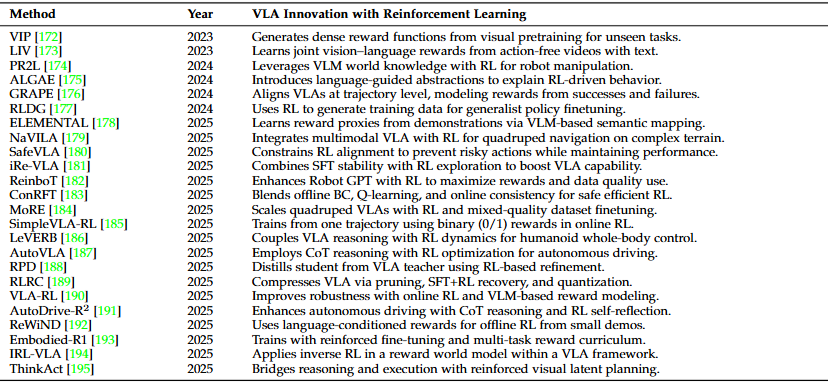 Method Year VLA Innovation with Reinforcement Learning
VIP [172] 2023 Generates dense reward functions from visual pretraining for unseen tasks.
LIV [173] 2023 Learns joint vision–language rewards from action-free videos with text.
PR2L [174] 2024 Leverages VLM world knowledge with RL for robot manipulation.
ALGAE [175] 2024 Introduces language-guided abstractions to explain RL-driven behavior.
GRAPE [176] 2024 Aligns VLAs at trajectory level, modeling rewards from successes and failures.
RLDG [177] 2024 Uses RL to generate training data for generalist policy finetuning.
ELEMENTAL [178] 2025 Learns reward proxies from demonstrations via VLM-based semantic mapping.
NaVILA [179] 2025 Integrates multimodal VLA with RL for quadruped navigation on complex terrain.
SafeVLA [180] 2025 Constrains RL alignment to prevent risky actions while maintaining performance.
iRe-VLA [181] 2025 Combines SFT stability with RL exploration to boost VLA capability.
ReinboT [182] 2025 Enhances Robot GPT with RL to maximize rewards and data quality use.
ConRFT [183] 2025 Blends offline BC, Q-learning, and online consistency for safe efficient RL.
MoRE [184] 2025 Scales quadruped VLAs with RL and mixed-quality dataset finetuning.
SimpleVLA-RL [185] 2025 Trains from one trajectory using binary (0/1) rewards in online RL.
LeVERB [186] 2025 Couples VLA reasoning with RL dynamics for humanoid whole-body control.
AutoVLA [187] 2025 Employs CoT reasoning with RL optimization for autonomous driving.
RPD [188] 2025 Distills student from VLA teacher using RL-based refinement.
RLRC [189] 2025 Compresses VLA via pruning, SFT+RL recovery, and quantization.
VLA-RL [190] 2025 Improves robustness with online RL and VLM-based reward modeling.
AutoDrive-R² [191] 2025 Enhances autonomous driving with CoT reasoning and RL self-reflection.
ReWiND [192] 2025 Uses language-conditioned rewards for offline RL from small demos.
Embodied-R1 [193] 2025 Trains with reinforced fine-tuning and multi-task reward curriculum.
IRL-VLA [194] 2025 Applies inverse RL in a reward world model within a VLA framework.
ThinkAct [195] 2025 Bridges reasoning and execution with reinforced visual latent planning.